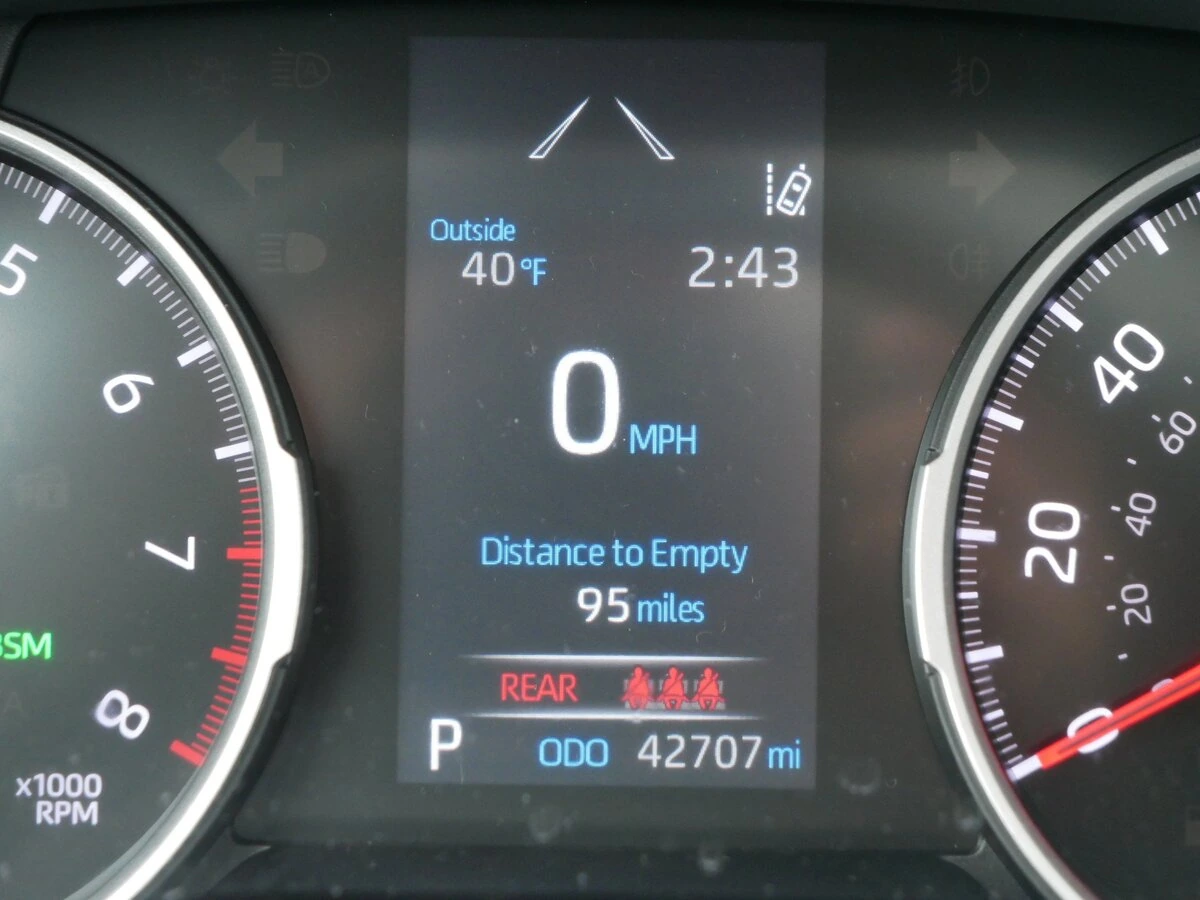 Outside
40°F 2:43
0 MPH
Distance to Empty
95 miles
REAR
P ODO 42707 mi
5
6
7
8
x1000
RPM
BSM
40
20
0
60
40
20